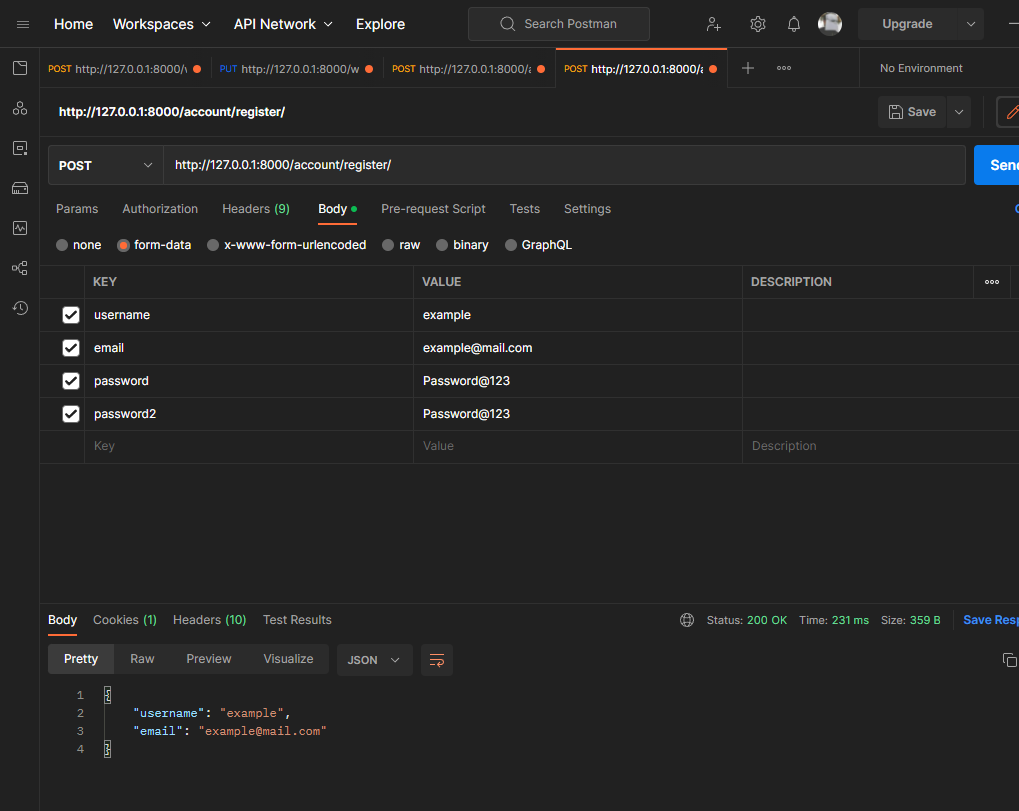 Home Workspaces API Network Explore Search Postman Upgrade
POST http://127.0.0.1:8000/ PUT http://127.0.0.1:8000/w POST http://127.0.0.1:8000/a POST http://127.0.0.1:8000/a No Environment
http://127.0.0.1:8000/account/register/ Save
POST http://127.0.0.1:8000/account/register/ Send
Params Authorization Headers (9) Body Pre-request Script Tests Settings
none form-data x-www-form-urlencoded raw binary GraphQL
KEY VALUE DESCRIPTION
username example
email example@mail.com
password Password@123
password2 Password@123
Key Value Description
Body Cookies (1) Headers (10) Test Results Status: 200 OK Time: 231 ms Size: 359 B Save Resp
Pretty Raw Preview Visualize JSON
1 {
2 "username": "example",
3 "email": "example@mail.com"
4 }